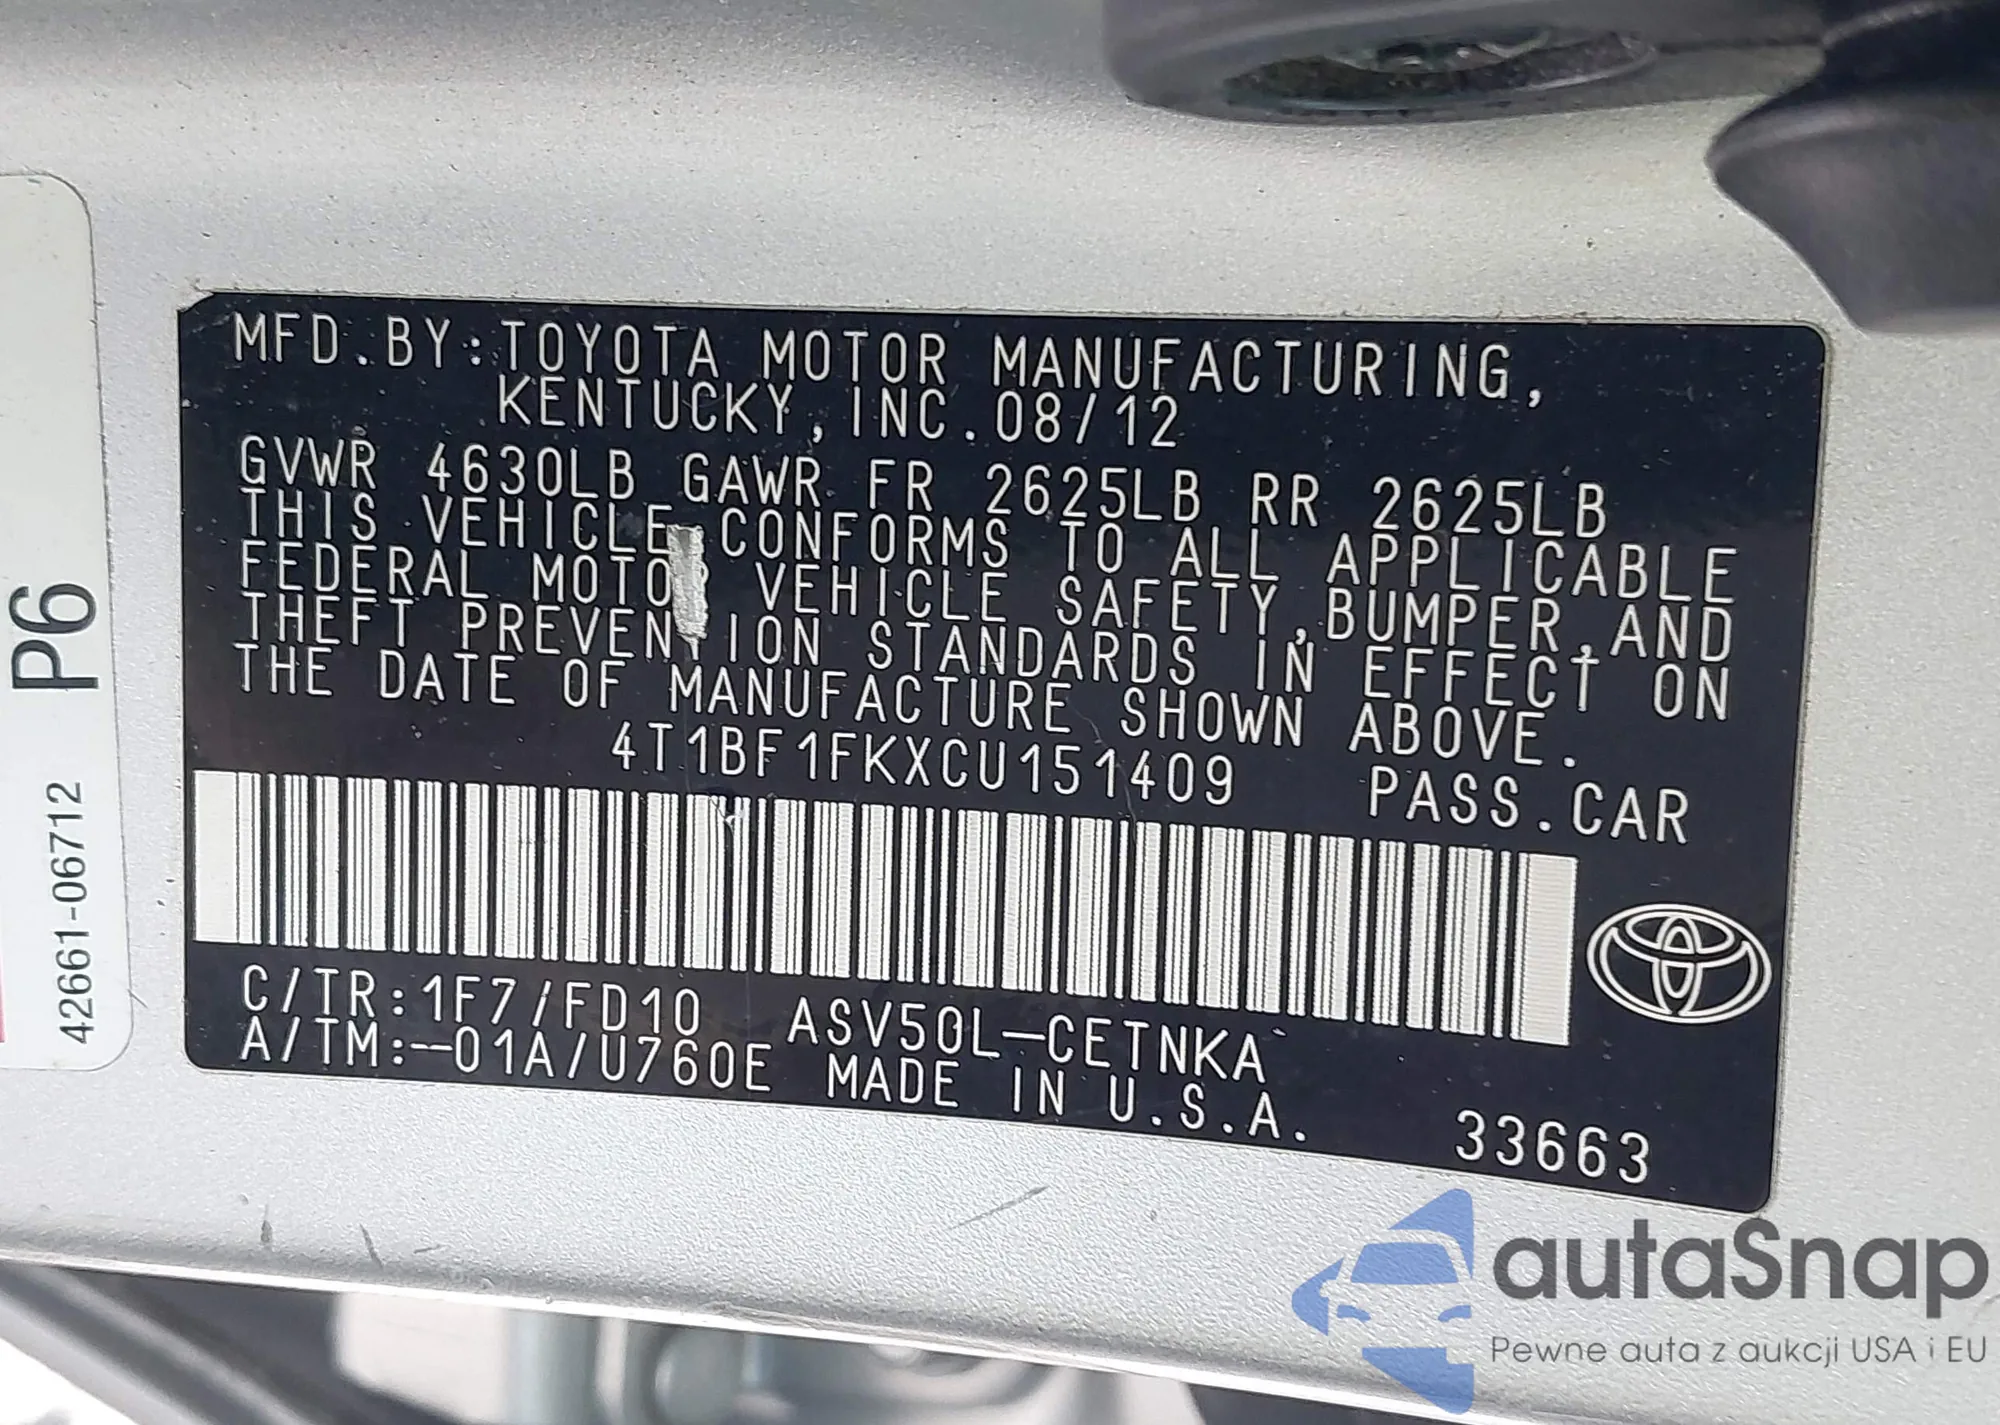 MFD.BY:TOYOTA MOTOR MANUFACTURING,
KENTUCKY, INC.08/12
GVWR 4630LB GAWR FR 2625LB RR 2625LB
THIS VEHICLE CONFORMS TO ALL APPLICABLE
FEDERAL MOTOR VEHICLE SAFETY,BUMPER,AND
THEFT PREVENTION STANDARDS IN EFFECT ON
THE DATE OF MANUFACTURE SHOWN ABOVE.
4T1BF1FKXCU151409 PASS.CAR
C/TR:1F7/FD10 ASV50L-CETNKA
A/TM:-01A/U760E MADE IN U.S.A.
33663
P6
42661-06712
autaSnap
Pewne auta z aukcji USA i EU